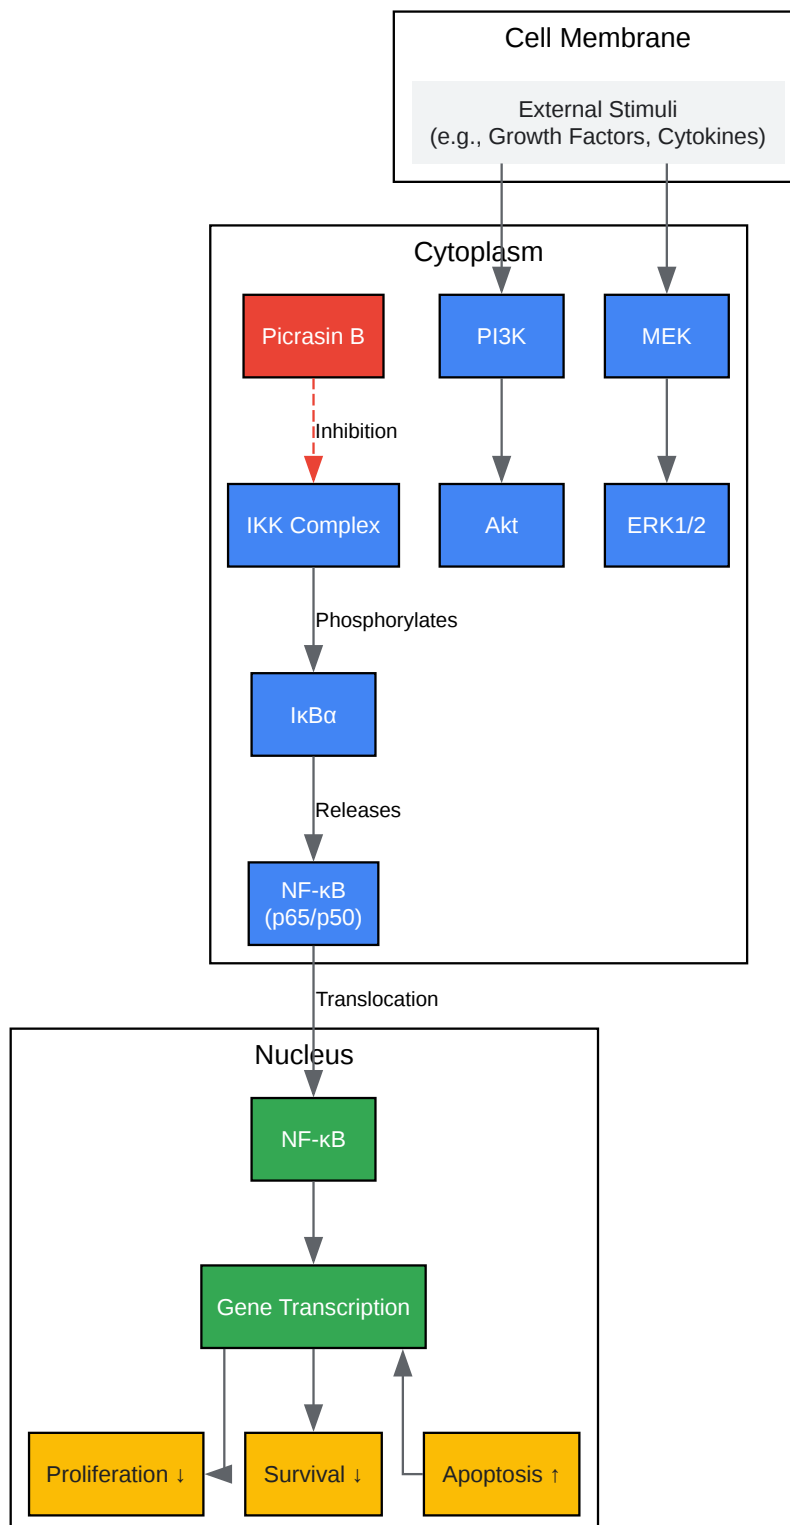 Cell Membrane
External Stimuli
(e.g., Growth Factors, Cytokines)
Cytoplasm
Picrasin B
PI3K
MEK
Inhibition
IKK Complex
Akt
ERK1/2
Phosphorylates
IκBα
Releases
NF-κB
(p65/p50)
Translocation
Nucleus
NF-κB
Gene Transcription
Proliferation ↓
Survival ↓
Apoptosis ↑